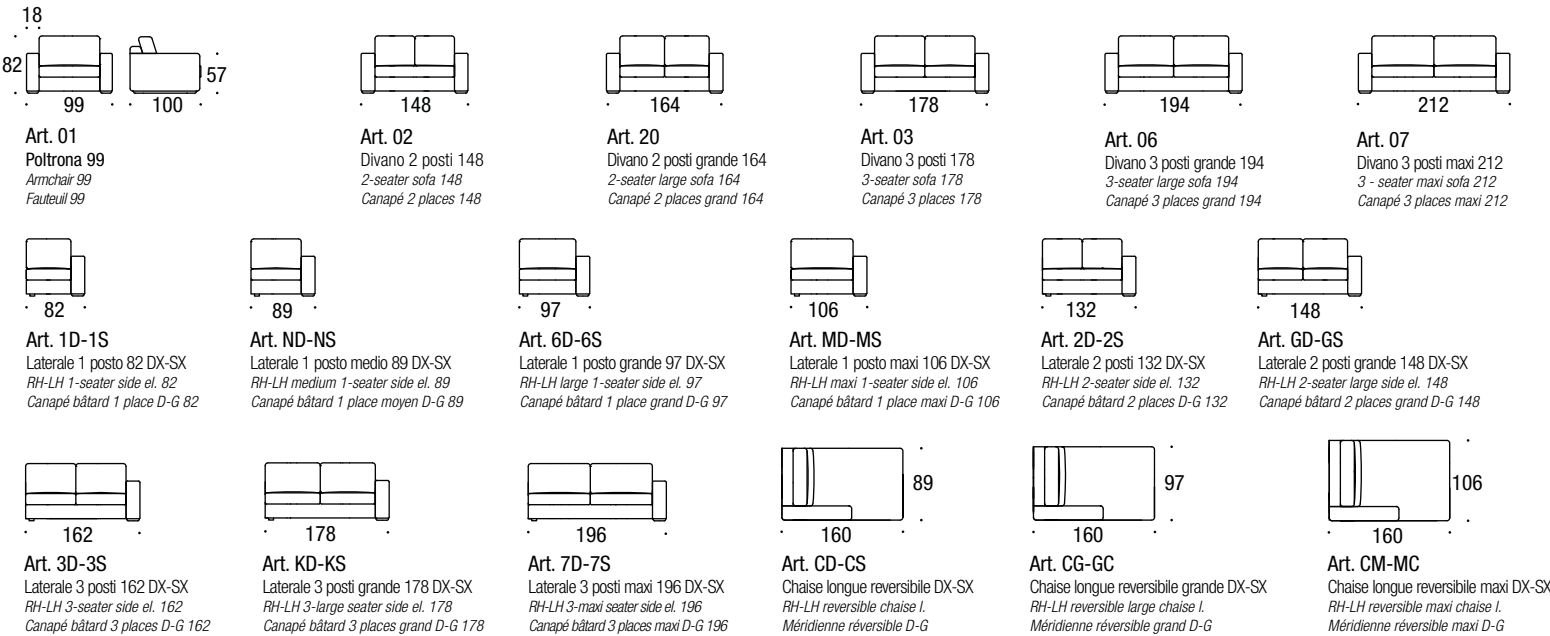 18
82
57
99
100
148
164
178
194
212
Art. 01
Poltrona 99
Armchair 99
Fauteuil 99
Art. 02
Divano 2 posti 148
2-seater sofa 148
Canapé 2 places 148
Art. 20
Divano 2 posti grande 164
2-seater large sofa 164
Canapé 2 places grand 164
Art. 03
Divano 3 posti 178
3-seater sofa 178
Canapé 3 places 178
Art. 06
Divano 3 posti grande 194
3-seater large sofa 194
Canapé 3 places grand 194
Art. 07
Divano 3 posti maxi 212
3 - seater maxi sofa 212
Canapé 3 places maxi 212
82
89
97
106
132
148
Art. 1D-1S
Laterale 1 posto 82 DX-SX
RH-LH 1-seater side el. 82
Canapé bâtard 1 place D-G 82
Art. ND-NS
Laterale 1 posto medio 89 DX-SX
RH-LH medium 1-seater side el. 89
Canapé bâtard 1 place moyen D-G 89
Art. 6D-6S
Laterale 1 posto grande 97 DX-SX
RH-LH large 1-seater side el. 97
Canapé bâtard 1 place grand D-G 97
Art. MD-MS
Laterale 1 posto maxi 106 DX-SX
RH-LH maxi 1-seater side el. 106
Canapé bâtard 1 place maxi D-G 106
Art. 2D-2S
Laterale 2 posti 132 DX-SX
RH-LH 2-seater side el. 132
Canapé bâtard 2 places D-G 132
Art. GD-GS
Laterale 2 posti grande 148 DX-SX
RH-LH 2-seater large side el. 148
Canapé bâtard 2 places grand D-G 148
162
178
196
89
160
97
160
106
160
Art. 3D-3S
Laterale 3 posti 162 DX-SX
RH-LH 3-seater side el. 162
Canapé bâtard 3 places D-G 162
Art. KD-KS
Laterale 3 posti grande 178 DX-SX
RH-LH 3-large seater side el. 178
Canapé bâtard 3 places grand D-G 178
Art. 7D-7S
Laterale 3 posti maxi 196 DX-SX
RH-LH 3-maxi seater side el. 196
Canapé bâtard 3 places maxi D-G 196
Art. CD-CS
Chaise longue reversibile DX-SX
RH-LH reversible chaise l.
Méridienne réversible D-G
Art. CG-GC
Chaise longue reversibile grande DX-SX
RH-LH reversible large chaise l.
Méridienne réversible grand D-G
Art. CM-MC
Chaise longue reversibile maxi DX-SX
RH-LH reversible maxi chaise l.
Méridienne réversible maxi D-G